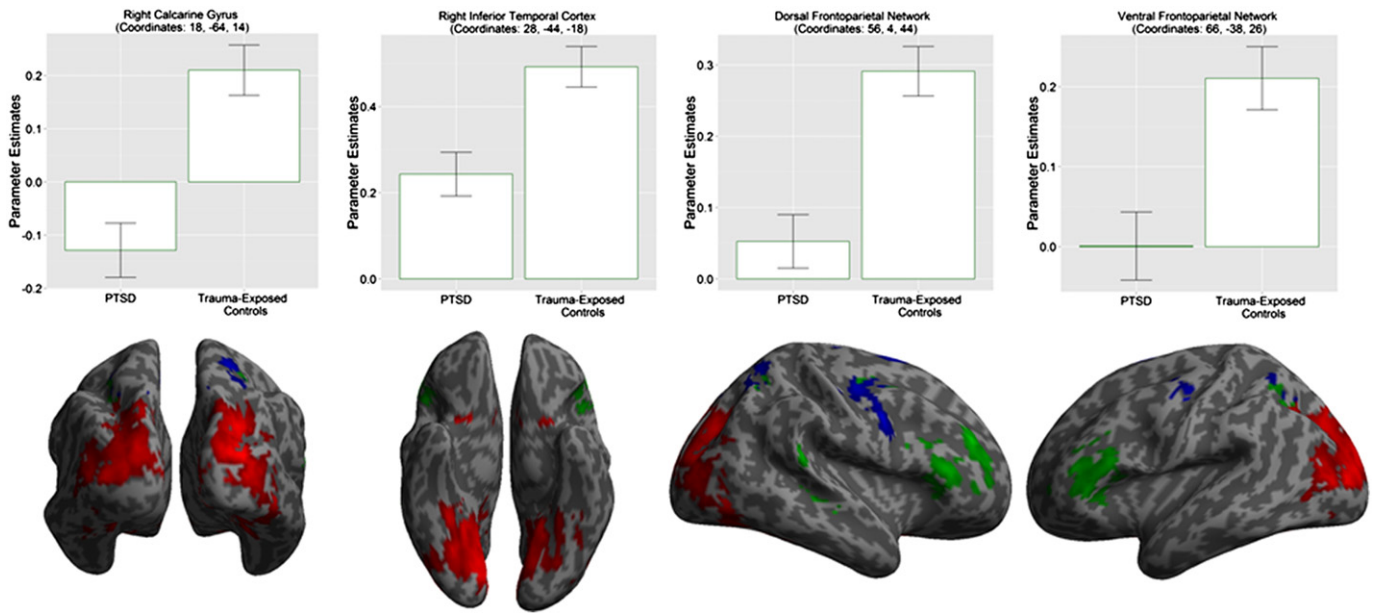 Right Calcarine Gyrus
(Coordinates: 18, -64, 14)
Parameter Estimates
0.2
0.1
0.0
-0.1
-0.2
PTSD
Trauma-Exposed
Controls
Right Inferior Temporal Cortex
(Coordinates: 28, -44, -18)
Parameter Estimates
0.4
0.2
0.0
PTSD
Trauma-Exposed
Controls
Dorsal Frontoparietal Network
(Coordinates: 56, 4, 44)
Parameter Estimates
0.3
0.2
0.1
0.0
PTSD
Trauma-Exposed
Controls
Ventral Frontoparietal Network
(Coordinates: 66, -38, 26)
Parameter Estimates
0.2
0.1
0.0
PTSD
Trauma-Exposed
Controls